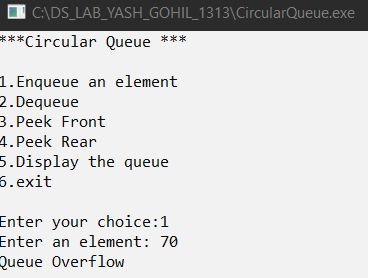 C:\DS_LAB_YASH_GOHIL_1313\CircularQueue.exe
***Circular Queue ***
1.Enqueue an element
2.Dequeue
3.Peek Front
4.Peek Rear
5.Display the queue
6.exit
Enter your choice:1
Enter an element: 70
Queue Overflow